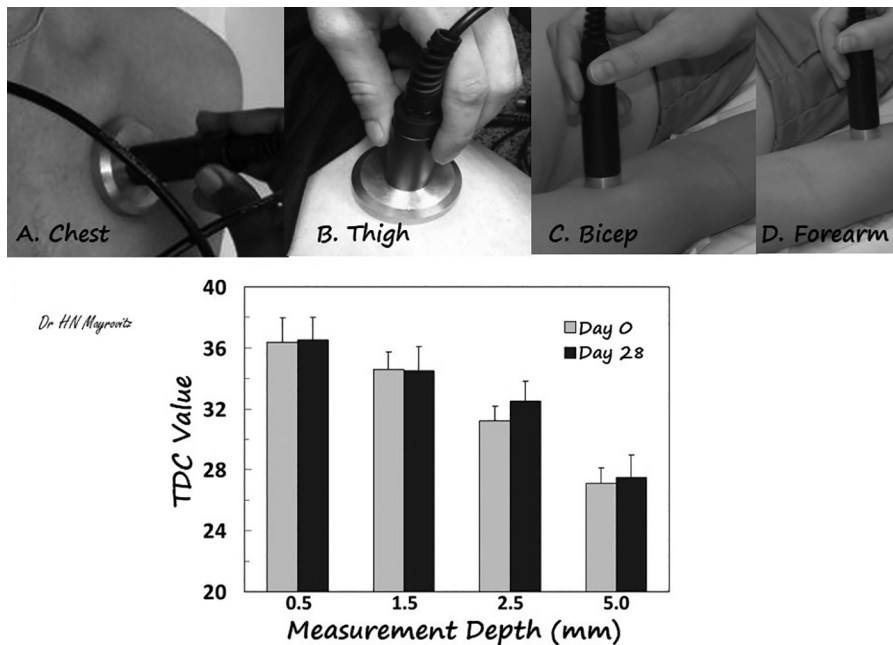 A. Chest
B. Thigh
C. Bicep
D. Forearm
Dr HN Mayrovitz
40
36
32
28
24
20
TDC Value
Day 0
Day 28
0.5 1.5 2.5 5.0
Measurement Depth (mm)